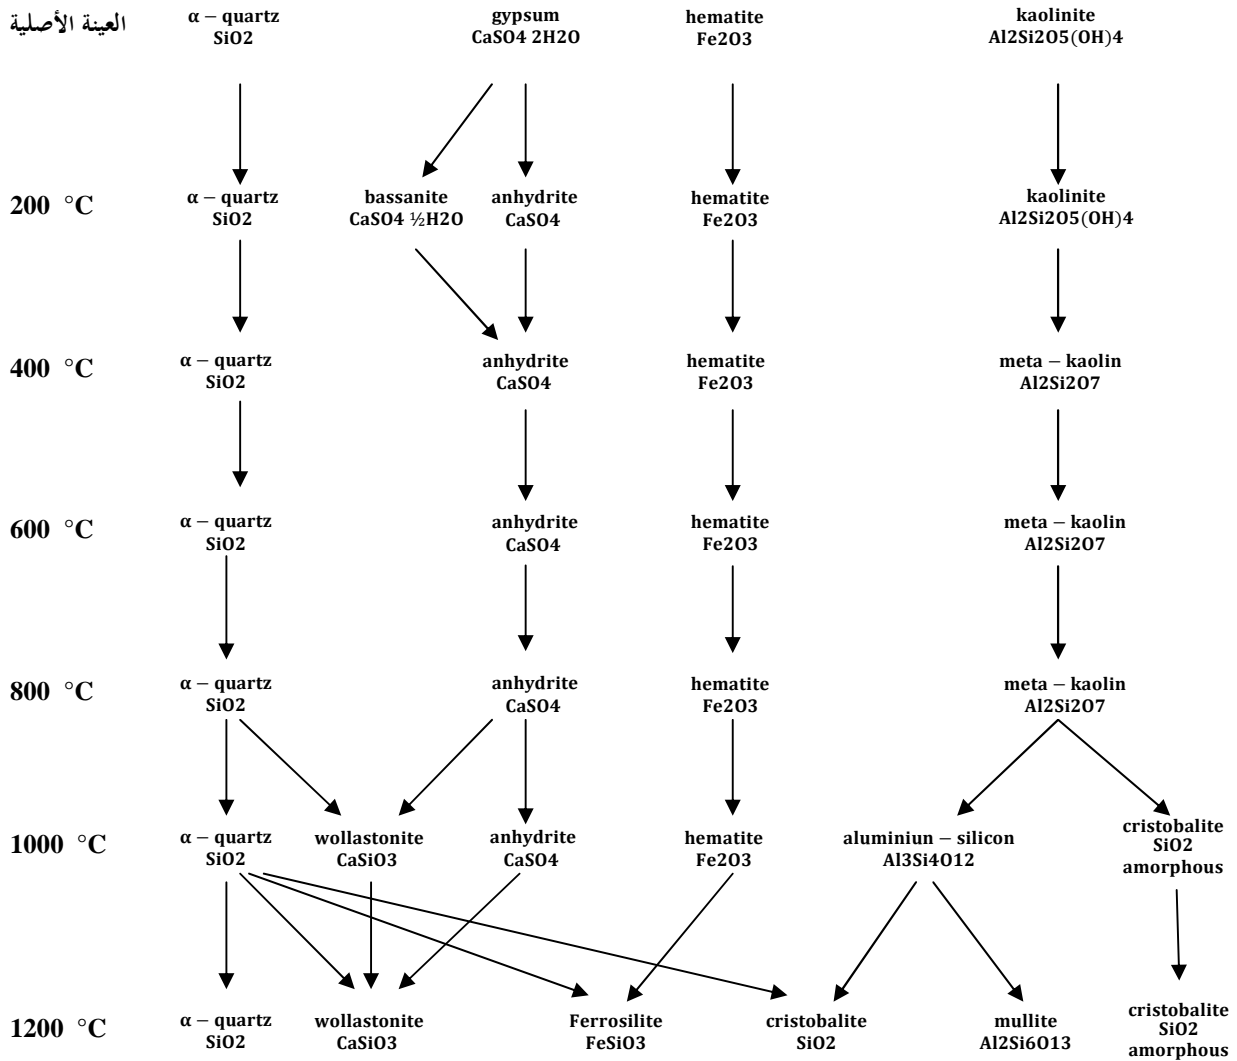 العينة الأصلية
α – quartz
SiO2
gypsum
CaSO4 2H2O
hematite
Fe2O3
kaolinite
Al2Si2O5(OH)4
200 °C
α – quartz
SiO2
bassanite
CaSO4 ½H2O
anhydrite
CaSO4
hematite
Fe2O3
kaolinite
Al2Si2O5(OH)4
400 °C
α – quartz
SiO2
anhydrite
CaSO4
hematite
Fe2O3
meta – kaolin
Al2Si2O7
600 °C
α – quartz
SiO2
anhydrite
CaSO4
hematite
Fe2O3
meta – kaolin
Al2Si2O7
800 °C
α – quartz
SiO2
anhydrite
CaSO4
hematite
Fe2O3
meta – kaolin
Al2Si2O7
1000 °C
α – quartz
SiO2
wollastonite
CaSiO3
anhydrite
CaSO4
hematite
Fe2O3
aluminiun – silicon
Al3Si4O12
cristobalite
SiO2
amorphous
1200 °C
α – quartz
SiO2
wollastonite
CaSiO3
Ferrosilite
FeSiO3
cristobalite
SiO2
mullite
Al2Si6O13
cristobalite
SiO2
amorphous